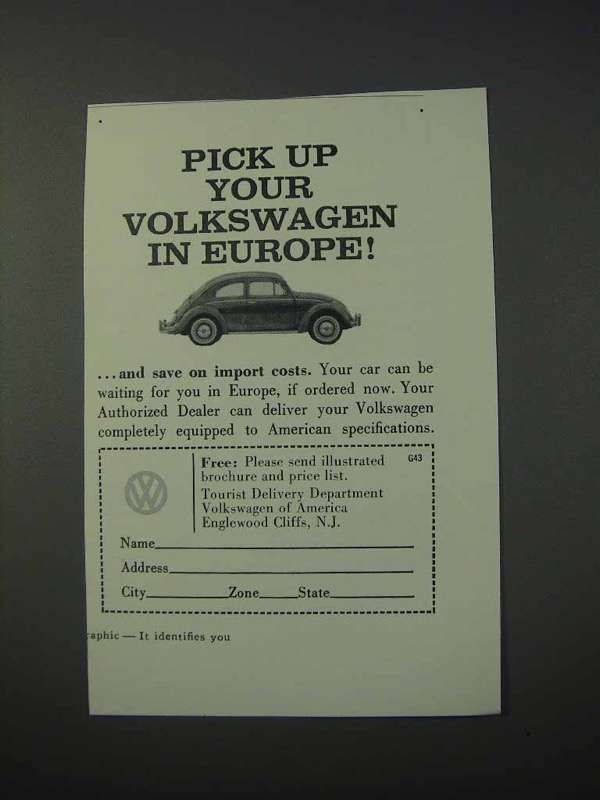 PICK UP
YOUR
VOLKSWAGEN
IN EUROPE!
...and save on import costs. Your car can be
waiting for you in Europe, if ordered now. Your
Authorized Dealer can deliver your Volkswagen
completely equipped to American specifications.
Free: Please send illustrated G43
brochure and price list.
Tourist Delivery Department
Volkswagen of America
Englewood Cliffs, N.J.
VW
Name
Address
City Zone State
raphic — It identifies you